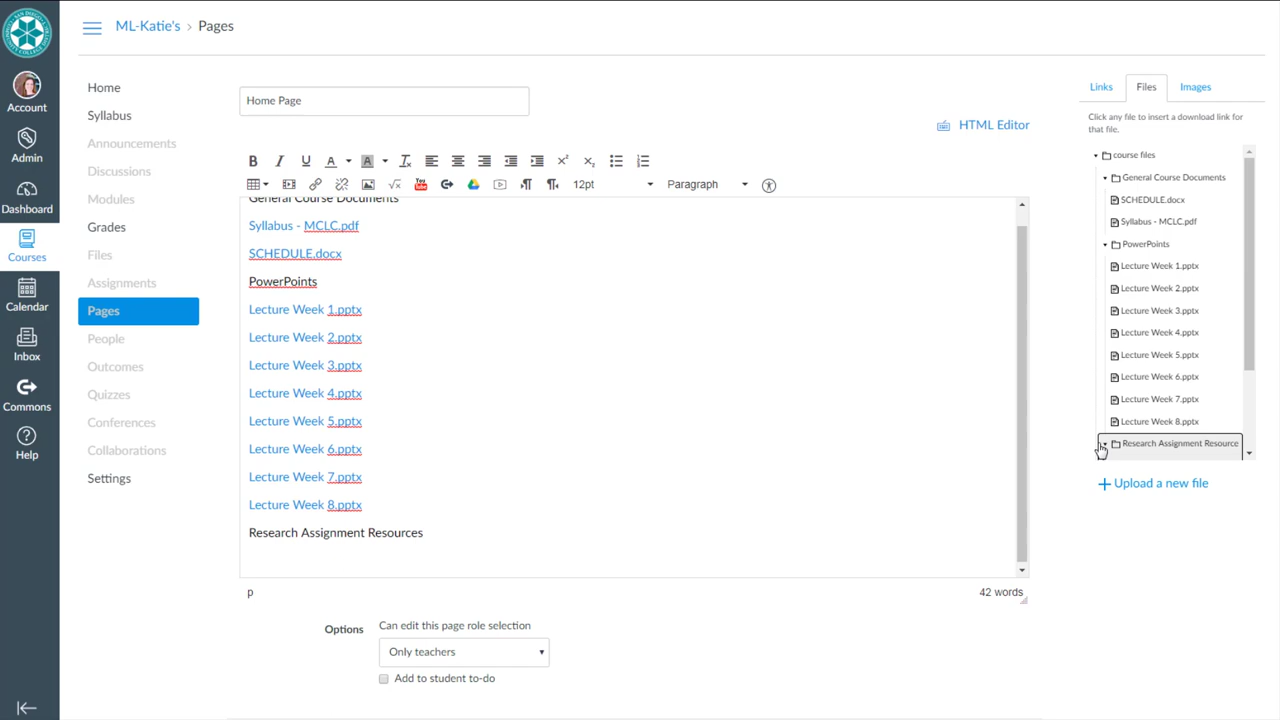 ML-Katie's › Pages
Account
Admin
Dashboard
Courses
Calendar
Inbox
Commons
Help
Home
Syllabus
Announcements
Discussions
Modules
Grades
Files
Assignments
Pages
People
Outcomes
Quizzes
Conferences
Collaborations
Settings
Home Page
HTML Editor
12pt
Paragraph
General Course Documents
Syllabus - MCLC.pdf
SCHEDULE.docx
PowerPoints
Lecture Week 1.pptx
Lecture Week 2.pptx
Lecture Week 3.pptx
Lecture Week 4.pptx
Lecture Week 5.pptx
Lecture Week 6.pptx
Lecture Week 7.pptx
Lecture Week 8.pptx
Research Assignment Resources
p
42 words
Options
Can edit this page role selection
Only teachers
Add to student to-do
Links Files Images
Click any file to insert a download link for
that file.
course files
General Course Documents
SCHEDULE.docx
Syllabus - MCLC.pdf
PowerPoints
Lecture Week 1.pptx
Lecture Week 2.pptx
Lecture Week 3.pptx
Lecture Week 4.pptx
Lecture Week 5.pptx
Lecture Week 6.pptx
Lecture Week 7.pptx
Lecture Week 8.pptx
Research Assignment Resource
Upload a new file